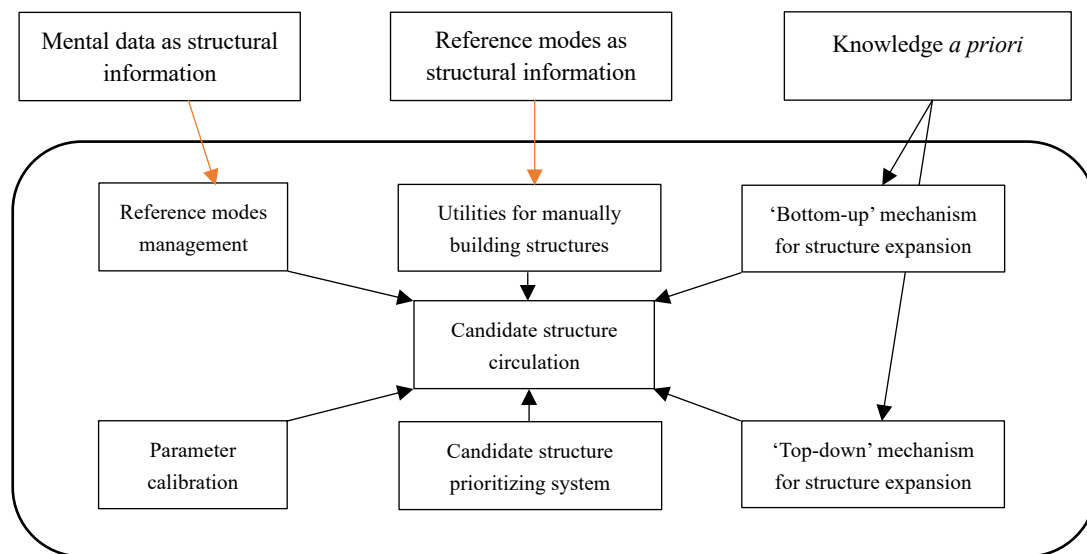 Mental data as structural
information
Reference modes as
structural information
Knowledge a priori
Reference modes
management
Utilities for manually
building structures
‘Bottom-up’ mechanism
for structure expansion
Candidate structure
circulation
Parameter
calibration
Candidate structure
prioritizing system
‘Top-down’ mechanism
for structure expansion